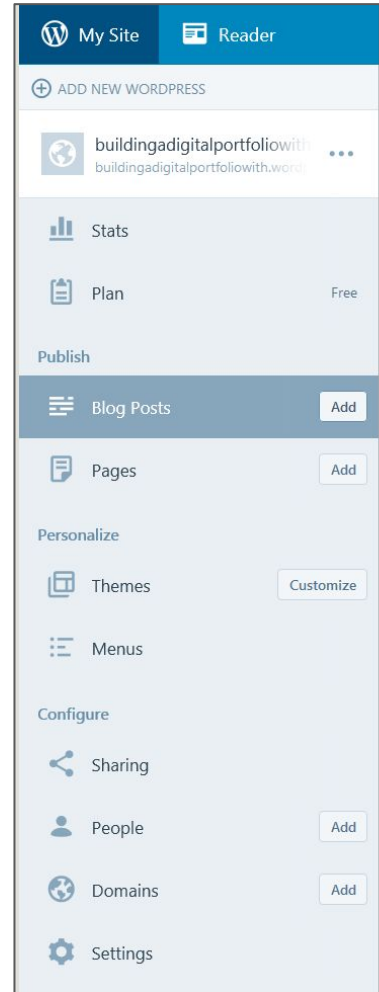 My Site Reader
ADD NEW WORDPRESS
buildingadigitalportfoliowith
buildingadigitalportfoliowith.word
Stats
Plan Free
Publish
Blog Posts Add
Pages Add
Personalize
Themes Customize
Menus
Configure
Sharing
People Add
Domains Add
Settings